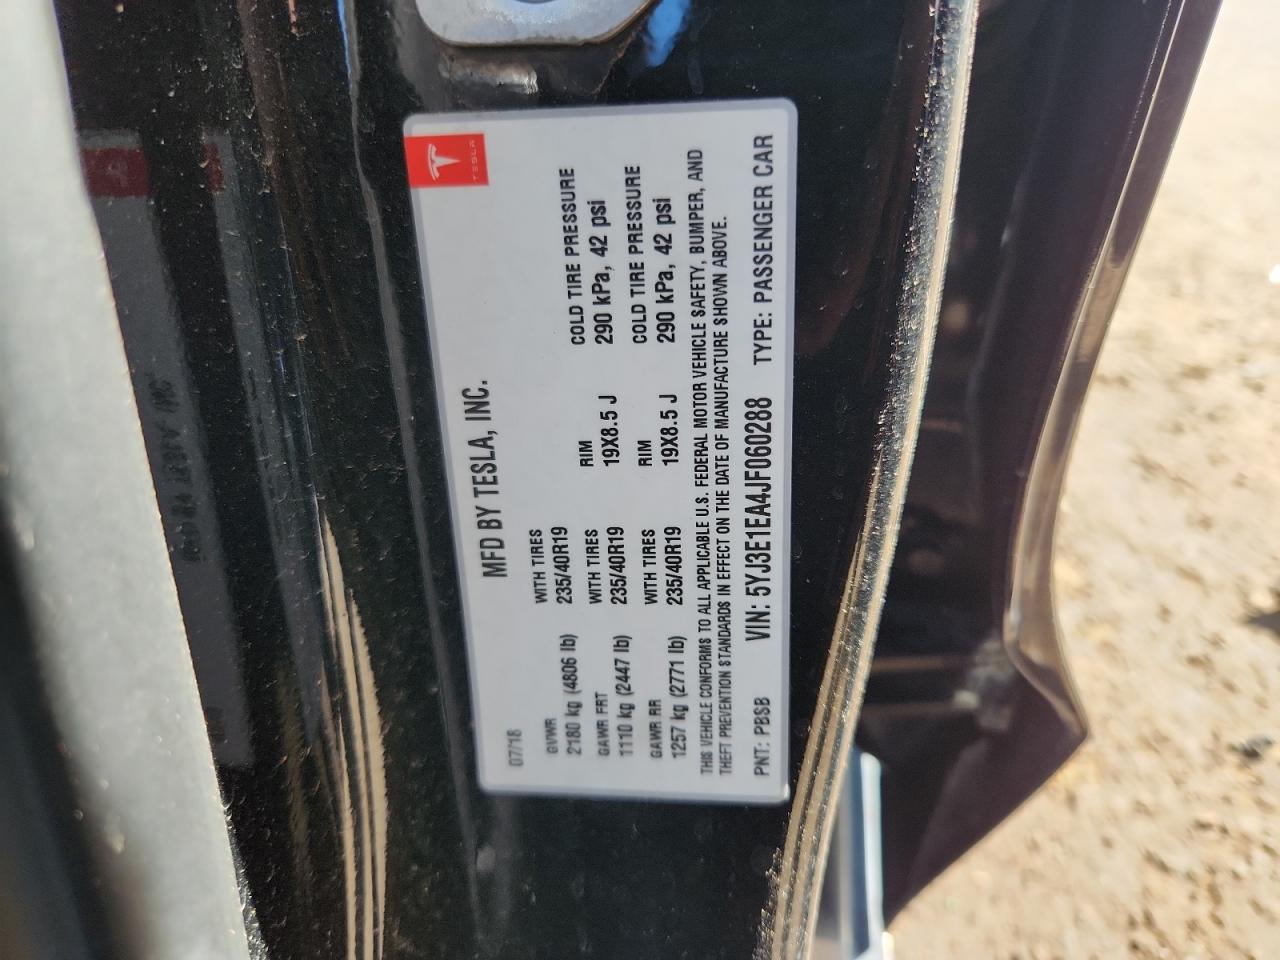 TESLA
MFD BY TESLA, INC.
07/18
GVWR WITH TIRES RIM COLD TIRE PRESSURE
2180 kg (4806 lb) 235/40R19
GAWR FRT WITH TIRES RIM COLD TIRE PRESSURE
1110 kg (2447 lb) 235/40R19 19X8.5 J 290 kPa, 42 psi
GAWR RR WITH TIRES RIM COLD TIRE PRESSURE
1257 kg (2771 lb) 235/40R19 19X8.5 J 290 kPa, 42 psi
THIS VEHICLE CONFORMS TO ALL APPLICABLE U.S. FEDERAL MOTOR VEHICLE SAFETY, BUMPER, AND
THEFT PREVENTION STANDARDS IN EFFECT ON THE DATE OF MANUFACTURE SHOWN ABOVE.
PNT: PBSB VIN: 5YJ3E1EA4JF060288 TYPE: PASSENGER CAR